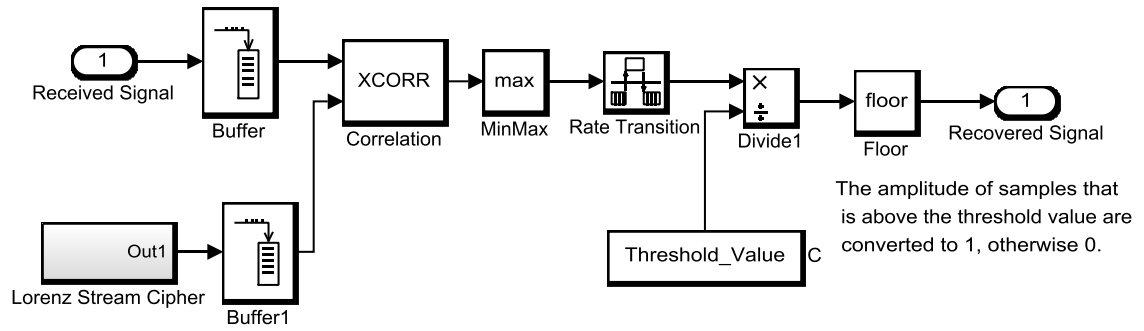 1
Received Signal
Buffer
XCORR
Correlation
max
MinMax
Rate Transition
×
÷
Divide1
floor
Floor
1
Recovered Signal
The amplitude of samples that
is above the threshold value are
converted to 1, otherwise 0.
Out1
Lorenz Stream Cipher
Buffer1
Threshold_Value
C